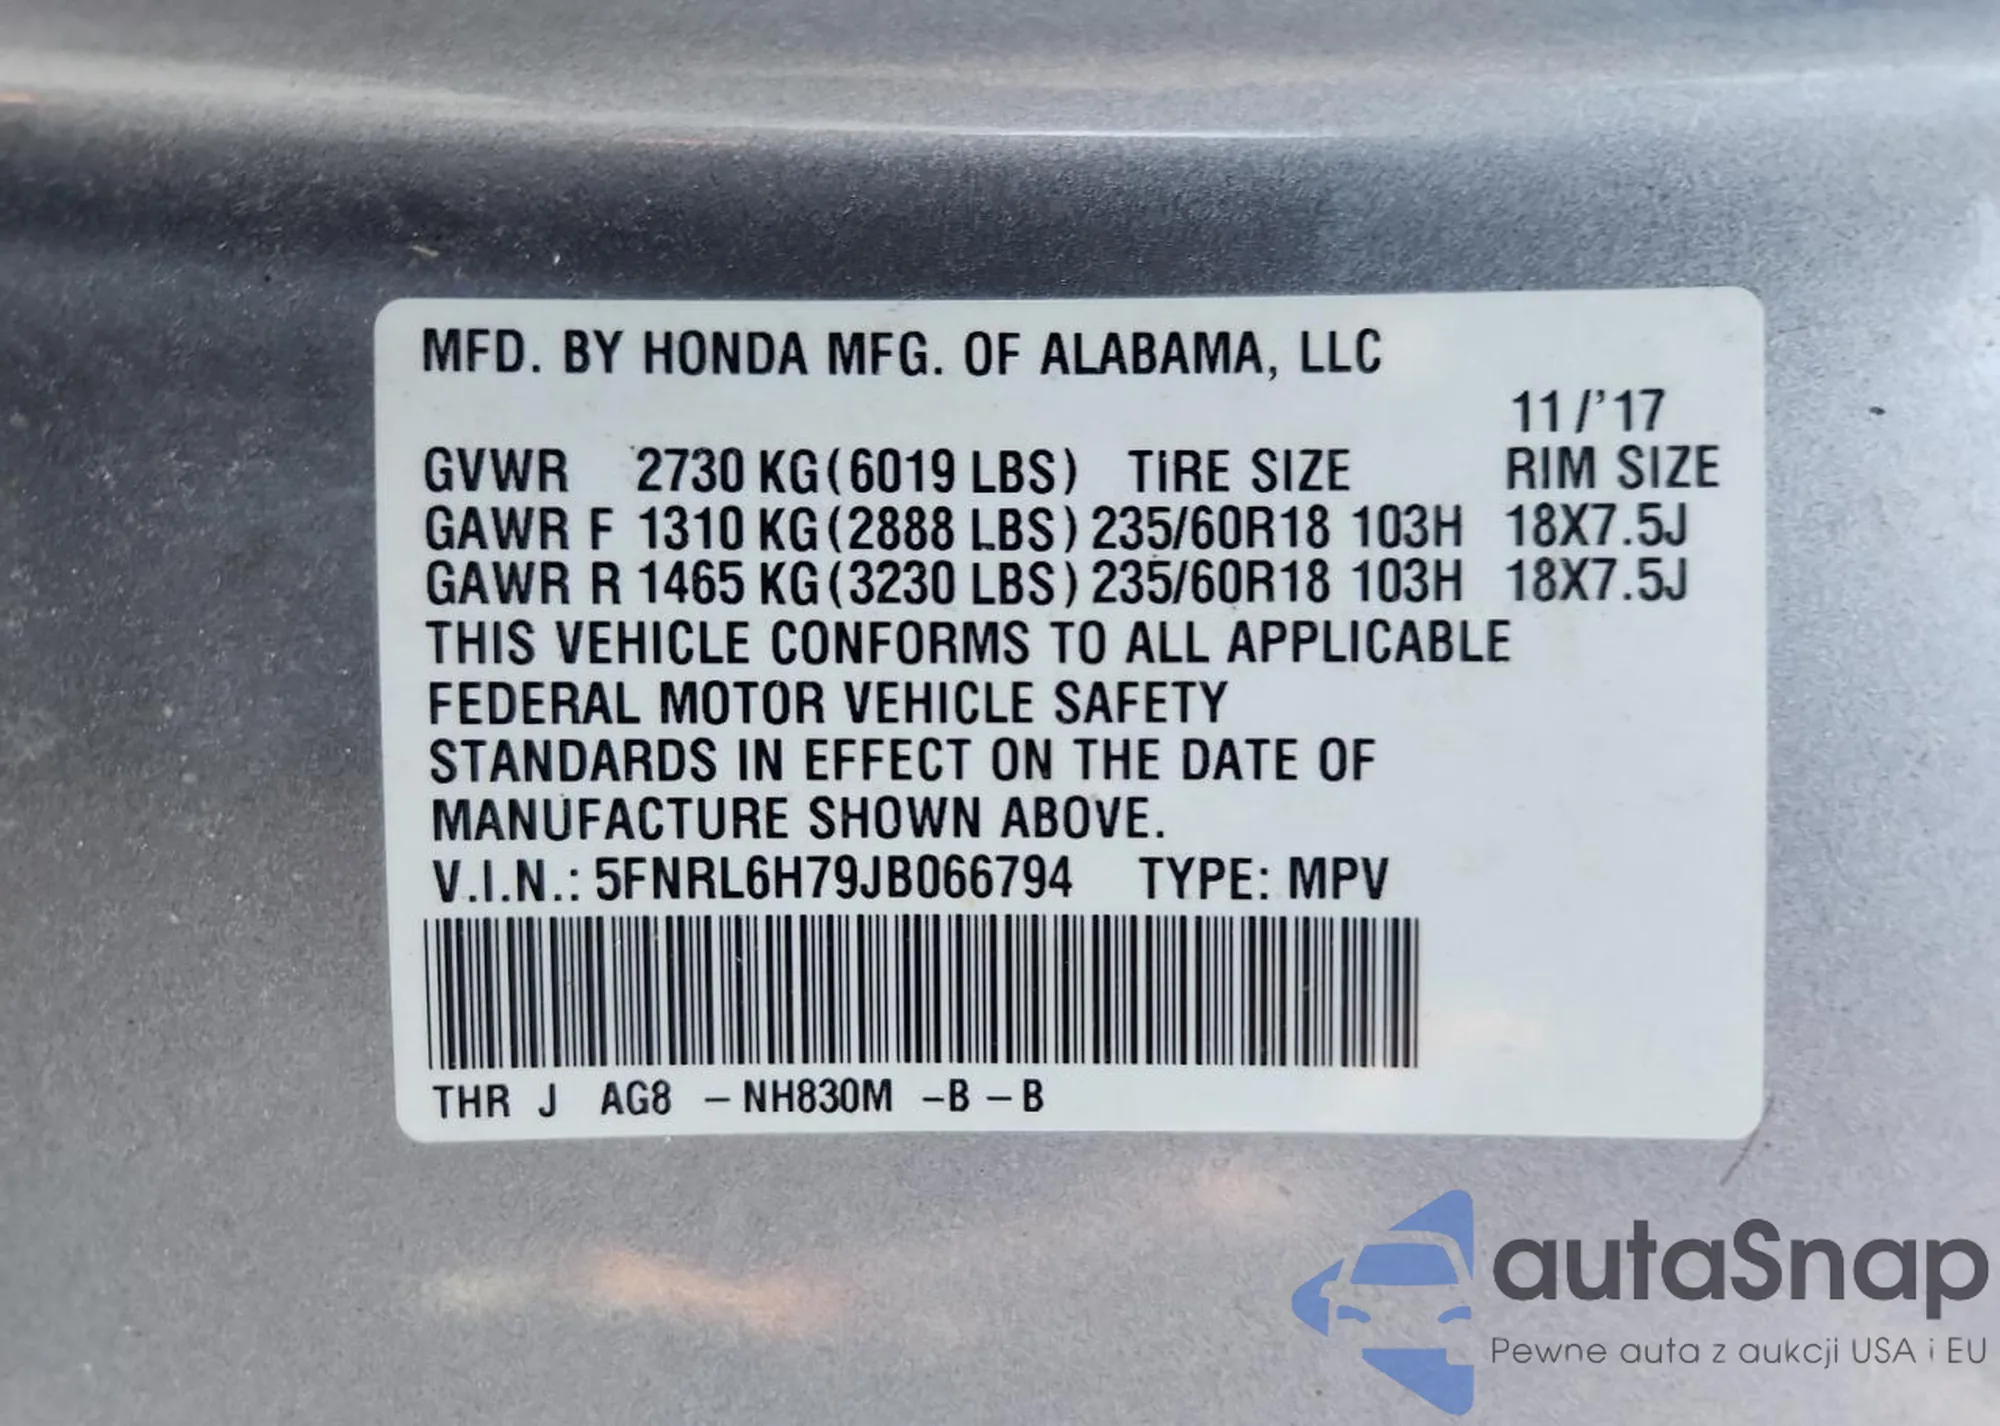 MFD. BY HONDA MFG. OF ALABAMA, LLC
11/'17
GVWR 2730 KG(6019 LBS) TIRE SIZE RIM SIZE
GAWR F 1310 KG(2888 LBS) 235/60R18 103H 18X7.5J
GAWR R 1465 KG(3230 LBS) 235/60R18 103H 18X7.5J
THIS VEHICLE CONFORMS TO ALL APPLICABLE
FEDERAL MOTOR VEHICLE SAFETY
STANDARDS IN EFFECT ON THE DATE OF
MANUFACTURE SHOWN ABOVE.
V.I.N.: 5FNRL6H79JB066794 TYPE: MPV
THR J AG8 -NH830M -B-B
autaSnap
Pewne auta z aukcji USA i EU